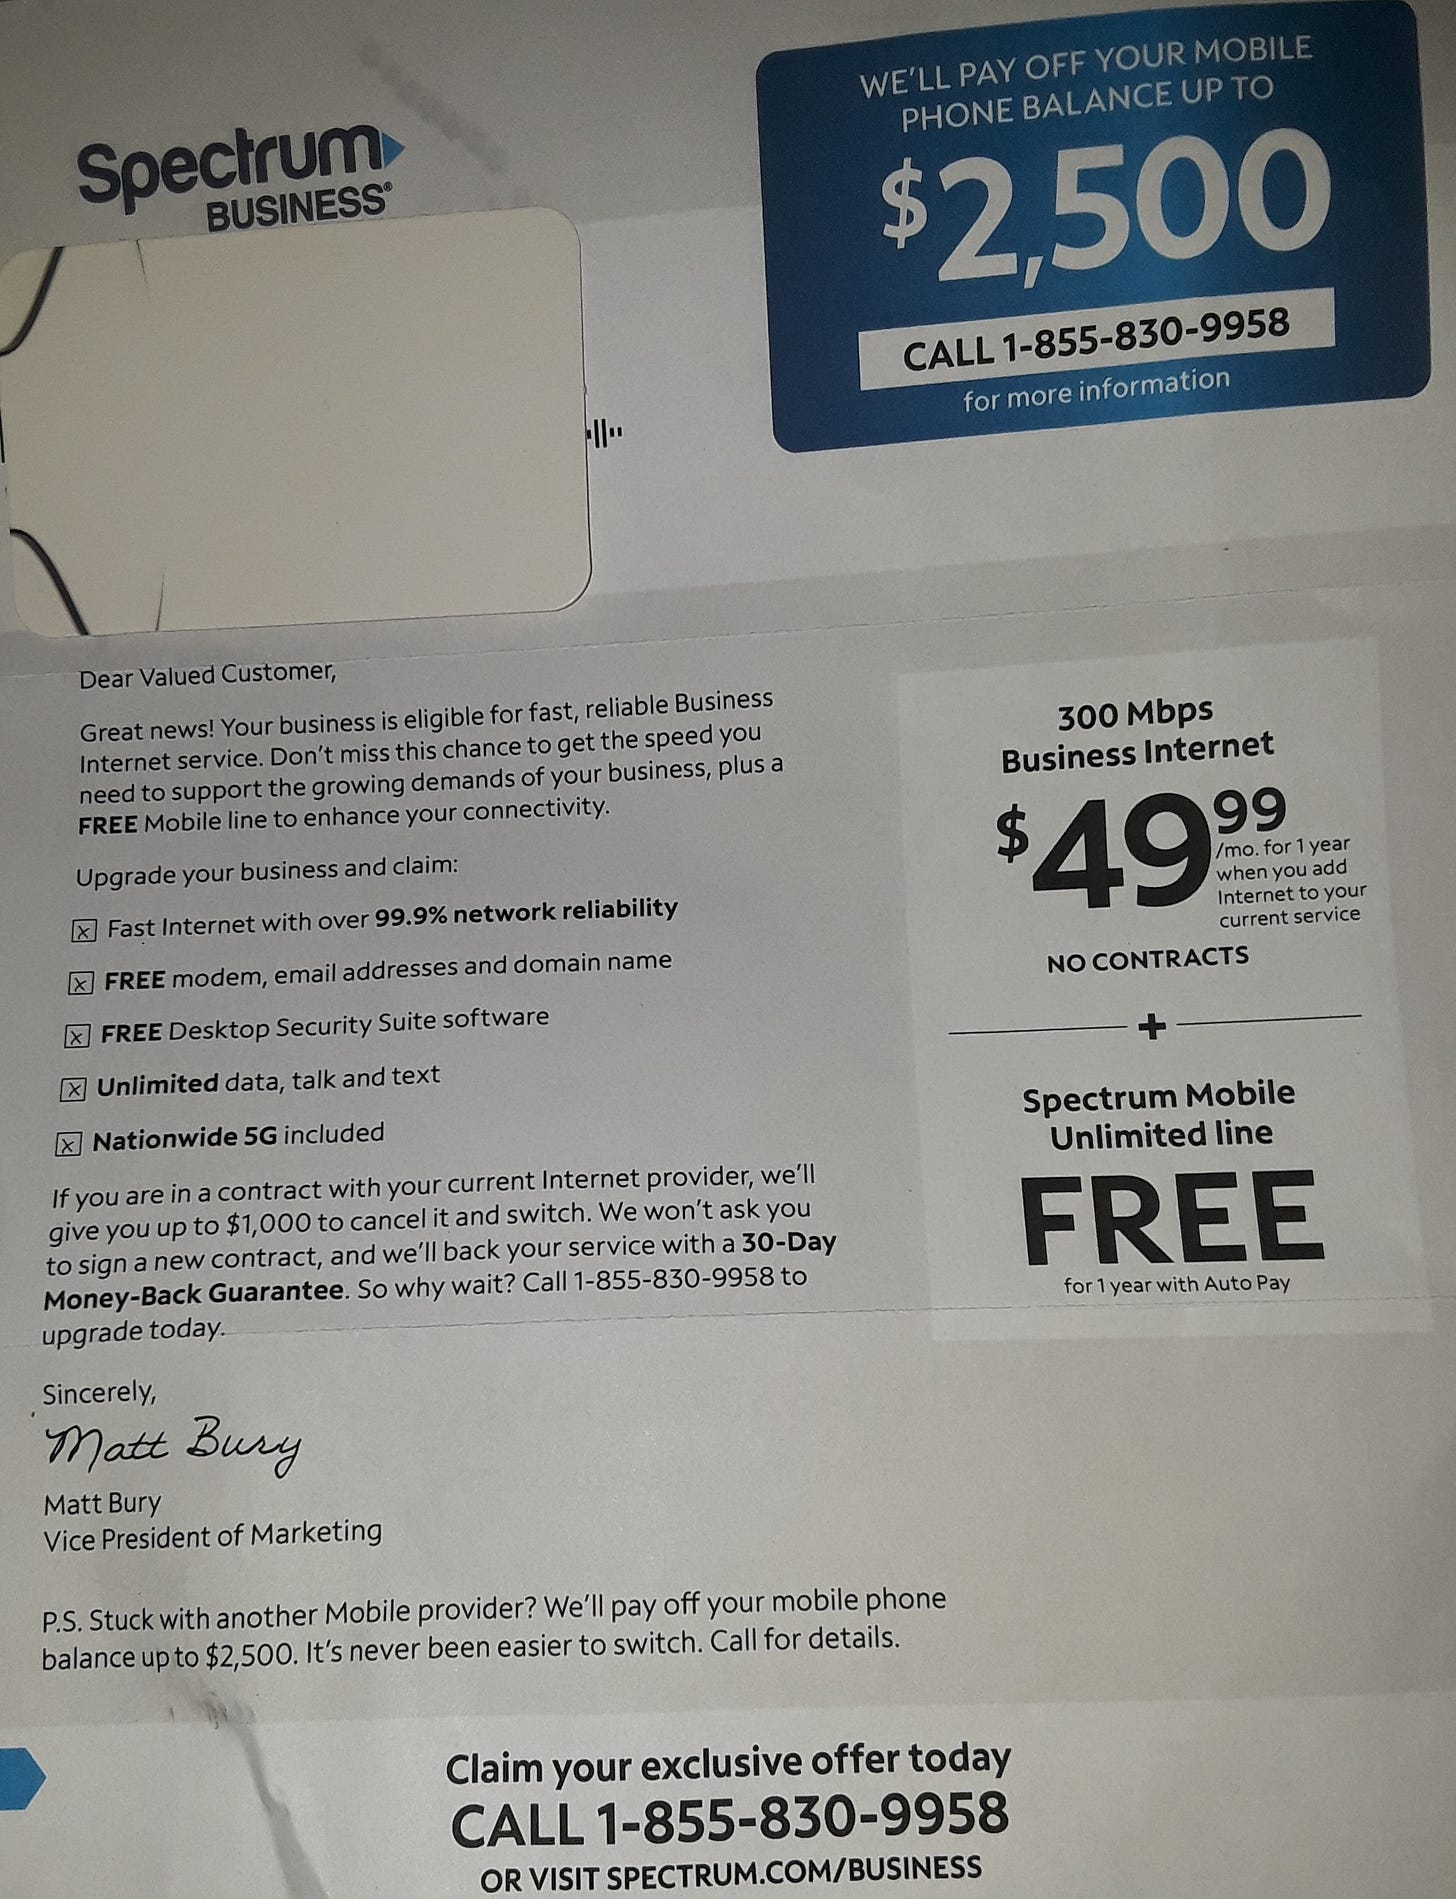 Spectrum
BUSINESS®
WE'LL PAY OFF YOUR MOBILE
PHONE BALANCE UP TO
$2,500
CALL 1-855-830-9958
for more information
Dear Valued Customer,
Great news! Your business is eligible for fast, reliable Business
Internet service. Don't miss this chance to get the speed you
need to support the growing demands of your business, plus a
FREE Mobile line to enhance your connectivity.
Upgrade your business and claim:
☒ Fast Internet with over 99.9% network reliability
☒ FREE modem, email addresses and domain name
☒ FREE Desktop Security Suite software
☒ Unlimited data, talk and text
☒ Nationwide 5G included
If you are in a contract with your current Internet provider, we'll
give you up to $1,000 to cancel it and switch. We won't ask you
to sign a new contract, and we'll back your service with a 30-Day
Money-Back Guarantee. So why wait? Call 1-855-830-9958 to
upgrade today.
Sincerely,
Matt Bury
Matt Bury
Vice President of Marketing
P.S. Stuck with another Mobile provider? We'll pay off your mobile phone
balance up to $2,500. It's never been easier to switch. Call for details.
300 Mbps
Business Internet
$49.99
/mo. for 1 year
when you add
Internet to your
current service
NO CONTRACTS
+
Spectrum Mobile
Unlimited line
FREE
for 1 year with Auto Pay
Claim your exclusive offer today
CALL 1-855-830-9958
OR VISIT SPECTRUM.COM/BUSINESS